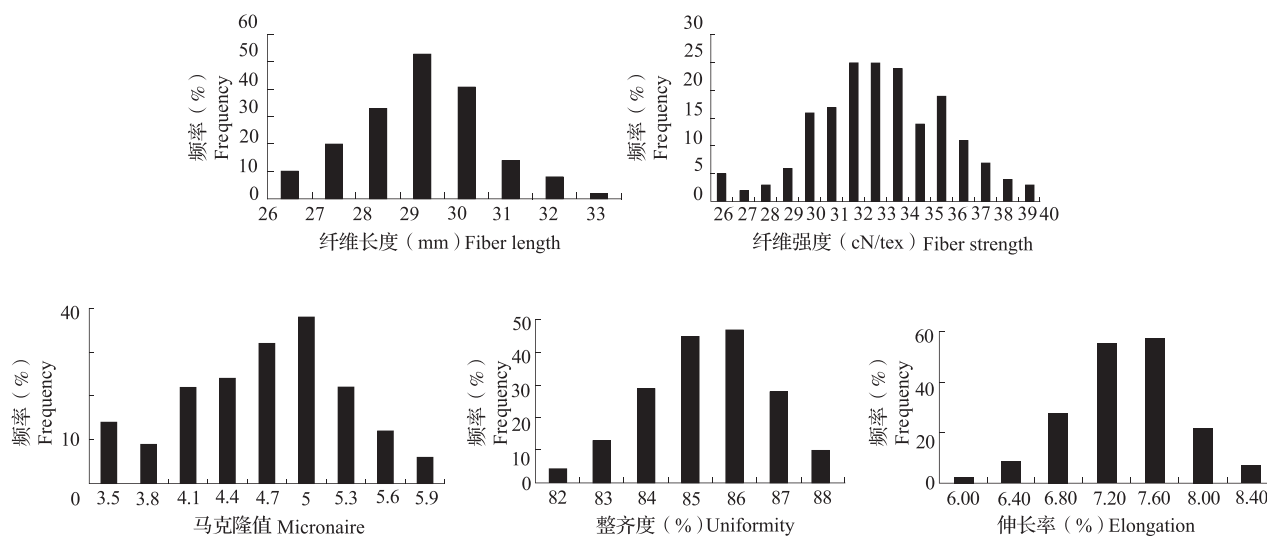 60
50
40
30
20
10
0
频率（%）
Frequency
26 27 28 29 30 31 32 33
纤维长度（mm）Fiber length
30
25
20
15
10
5
0
频率（%）
Frequency
26 27 28 29 30 31 32 33 34 35 36 37 38 39 40
纤维强度（cN/tex）Fiber strength
40
10
0
频率（%）
Frequency
3.5 3.8 4.1 4.4 4.7 5 5.3 5.6 5.9
马克隆值 Micronaire
50
40
30
20
10
0
频率（%）
Frequency
82 83 84 85 86 87 88
整齐度（%）Uniformity
60
40
20
0
频率（%）
Frequency
6.00 6.40 6.80 7.20 7.60 8.00 8.40
伸长率（%）Elongation